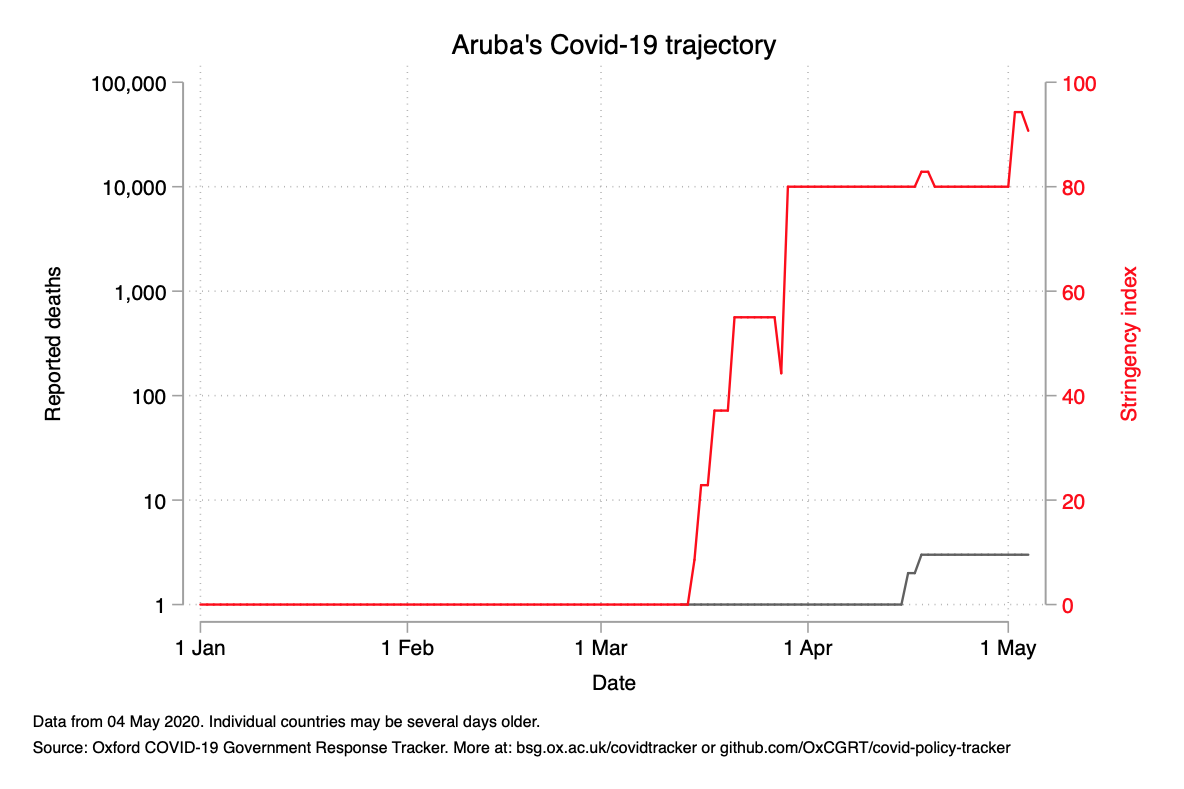 Aruba's Covid-19 trajectory
100,000
10,000
1,000
100
10
1
Reported deaths
100
80
60
40
20
0
Stringency index
1 Jan
1 Feb
1 Mar
1 Apr
1 May
Date
Data from 04 May 2020. Individual countries may be several days older.
Source: Oxford COVID-19 Government Response Tracker. More at: bsg.ox.ac.uk/covidtracker or github.com/OxCGRT/covid-policy-tracker